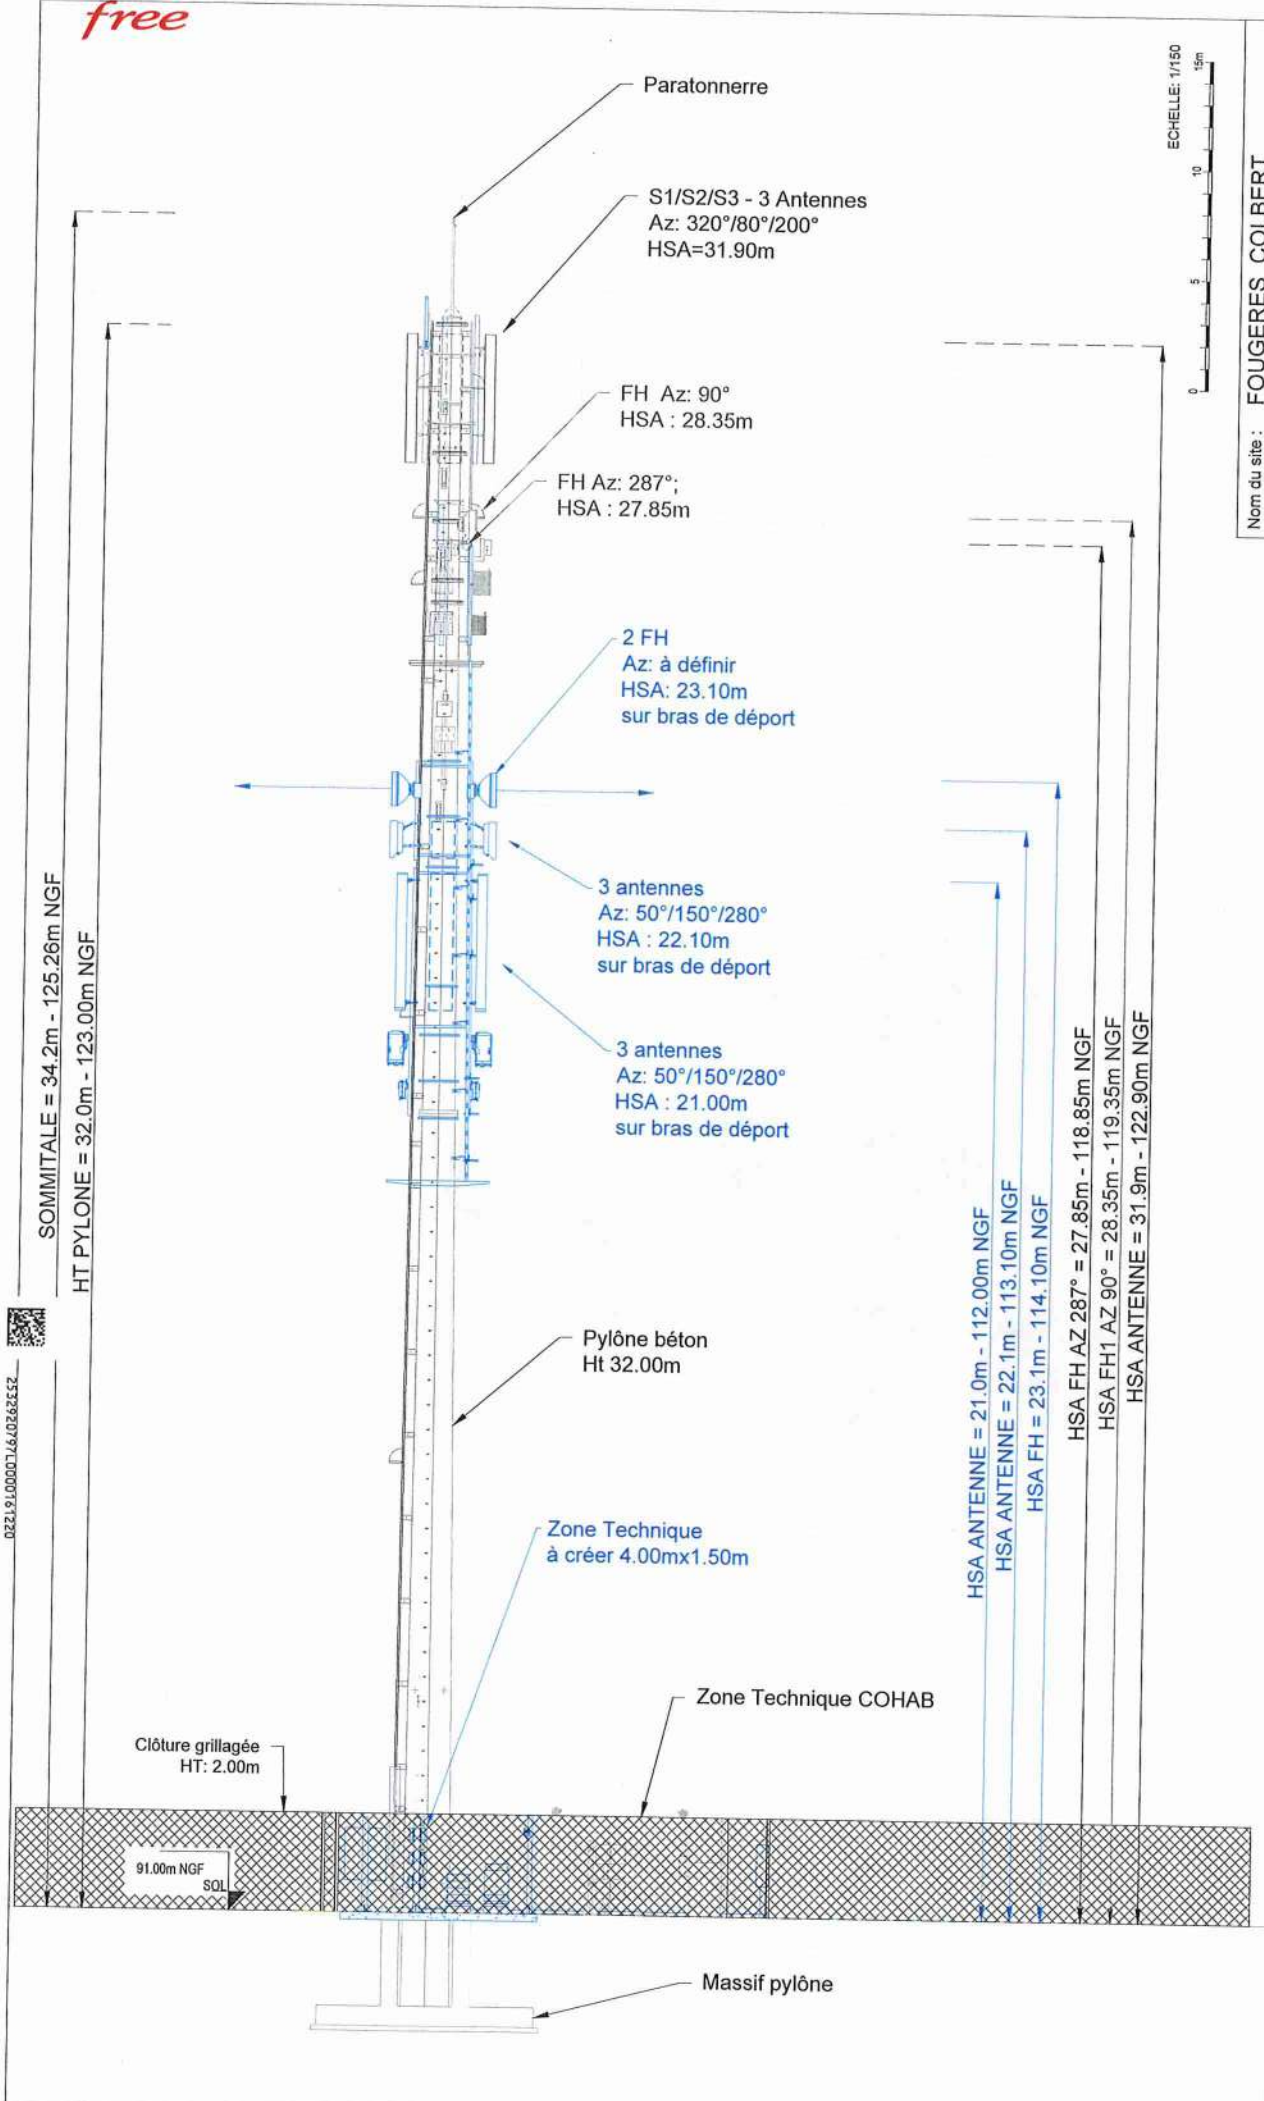 free
Paratonnerre
S1/S2/S3 - 3 Antennes
Az: 320°/80°/200°
HSA=31.90m
FH Az: 90°
HSA : 28.35m
FH Az: 287°;
HSA : 27.85m
2 FH
Az: à définir
HSA: 23.10m
sur bras de déport
3 antennes
Az: 50°/150°/280°
HSA : 22.10m
sur bras de déport
3 antennes
Az: 50°/150°/280°
HSA : 21.00m
sur bras de déport
Pylône béton
Ht 32.00m
Zone Technique
à créer 4.00mx1.50m
Zone Technique COHAB
Clôture grillagée
HT: 2.00m
91.00m NGF
SOL
Massif pylône
SOMMITALE = 34.2m - 125.26m NGF
HT PYLONE = 32.0m - 123.00m NGF
HSA ANTENNE = 21.0m - 112.00m NGF
HSA ANTENNE = 22.1m - 113.10m NGF
HSA FH = 23.1m - 114.10m NGF
HSA FH AZ 287° = 27.85m - 118.85m NGF
HSA FH1 AZ 90° = 28.35m - 119.35m NGF
HSA ANTENNE = 31.9m - 122.90m NGF
ECHELLE: 1/150
0 5 10 15m
Nom du site : FOUGERES COLBERT